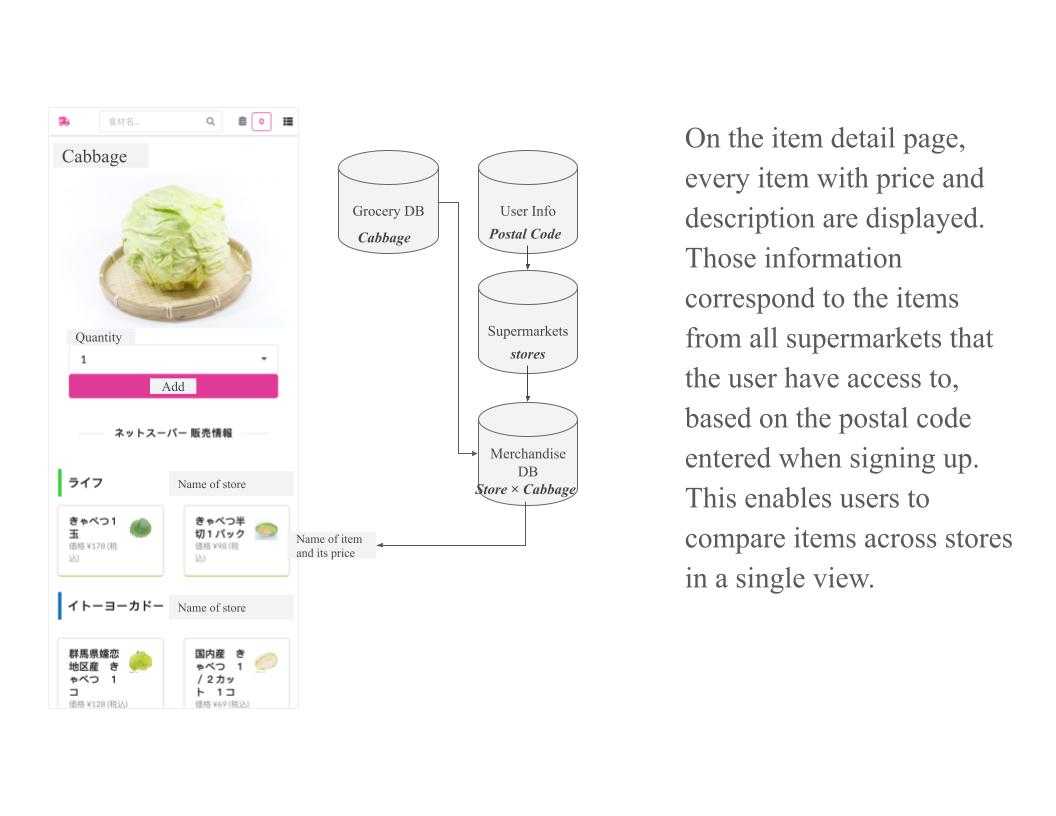 食材名...
0
Cabbage
Quantity
1
Add
ネットスーパー 販売情報
ライフ
Name of store
きゃべつ１
玉
価格 ¥178 (税
込)
きゃべつ半
切１パック
価格 ¥98 (税
込)
イトーヨーカドー
Name of store
群馬県嬬恋
地区産　き
ゃべつ　1
コ
価格 ¥128 (税込)
国内産　き
ゃべつ　1
/ 2 カッ
ト　1 コ
価格 ¥69 (税込)
Grocery DB
Cabbage
User Info
Postal Code
Supermarkets
stores
Merchandise
DB
Store × Cabbage
Name of item
and its price
On the item detail page,
every item with price and
description are displayed.
Those information
correspond to the items
from all supermarkets that
the user have access to,
based on the postal code
entered when signing up.
This enables users to
compare items across stores
in a single view.